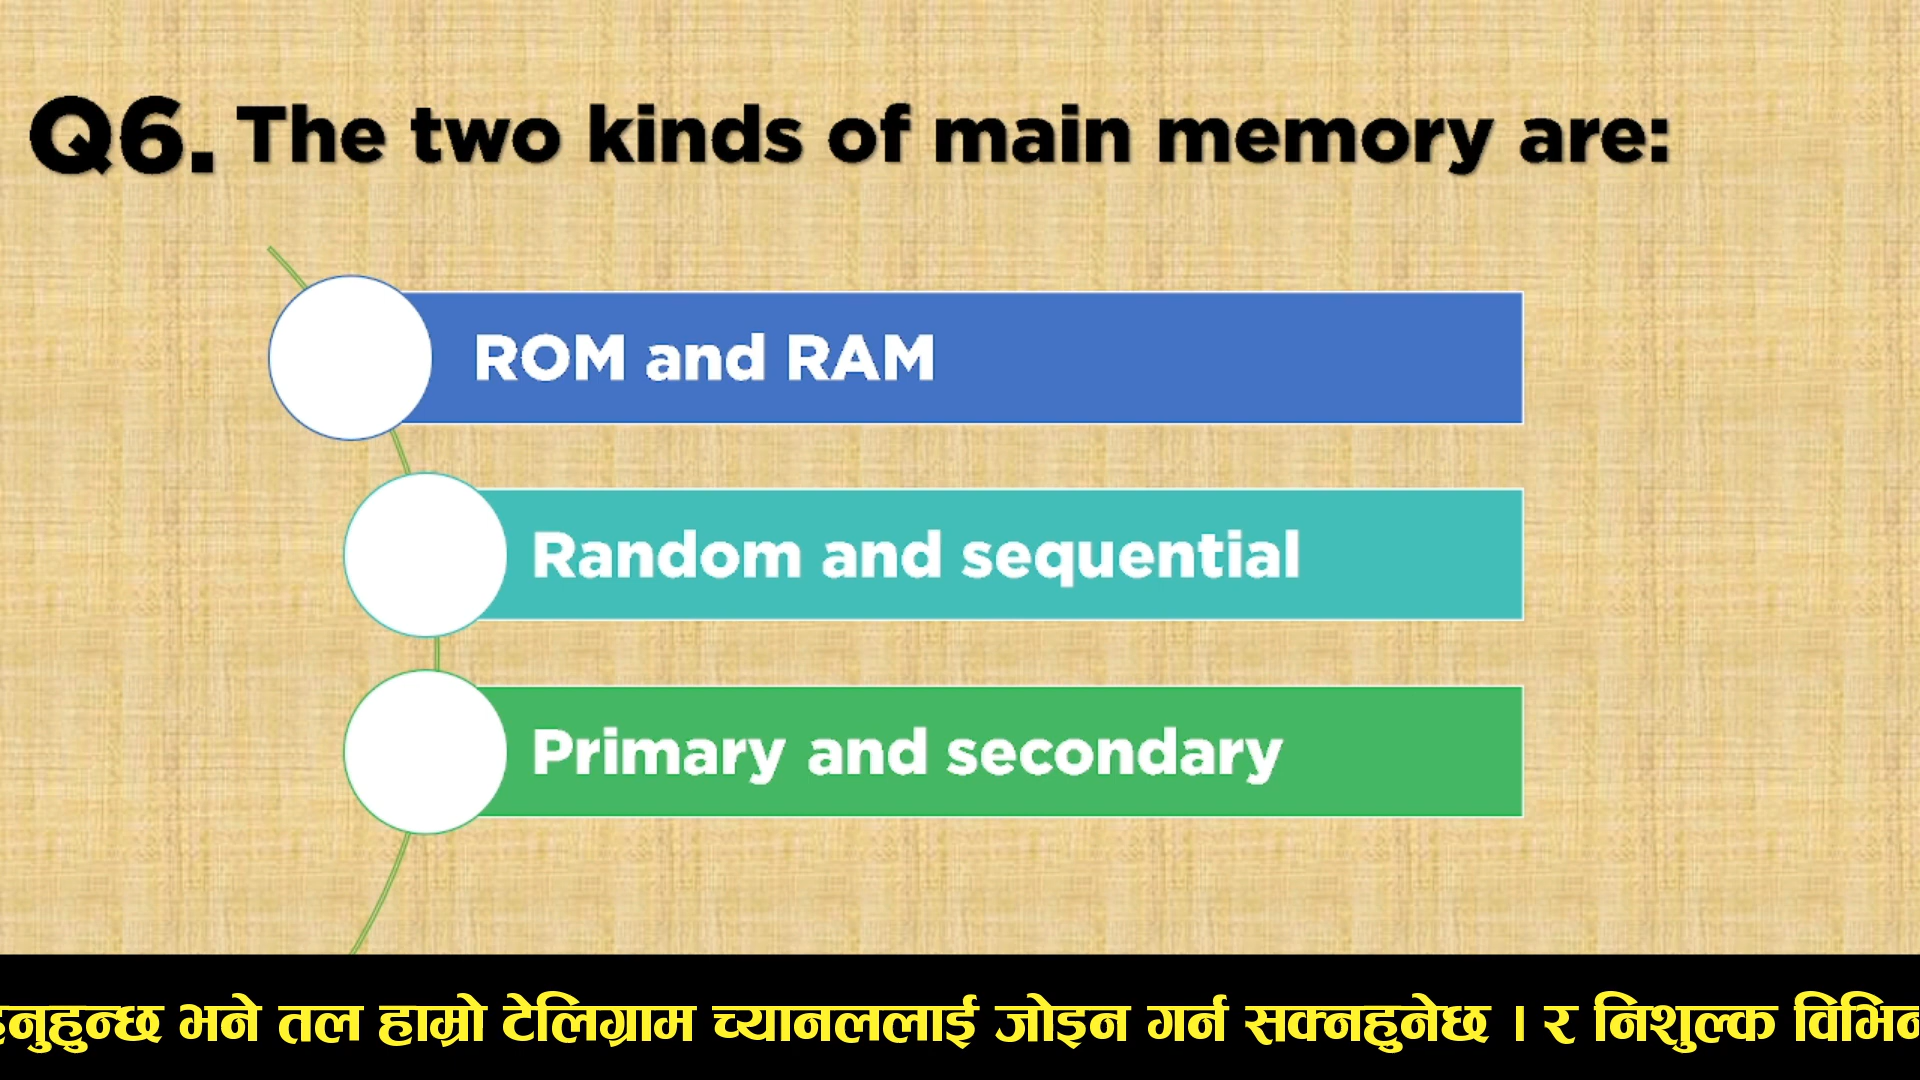 Q6. The two kinds of main memory are:
ROM and RAM
Random and sequential
Primary and secondary
भने तल हाम्रो टेलिग्राम च्यानललाई जोइन गर्न सक्नहुनेछ । र निशुल्क